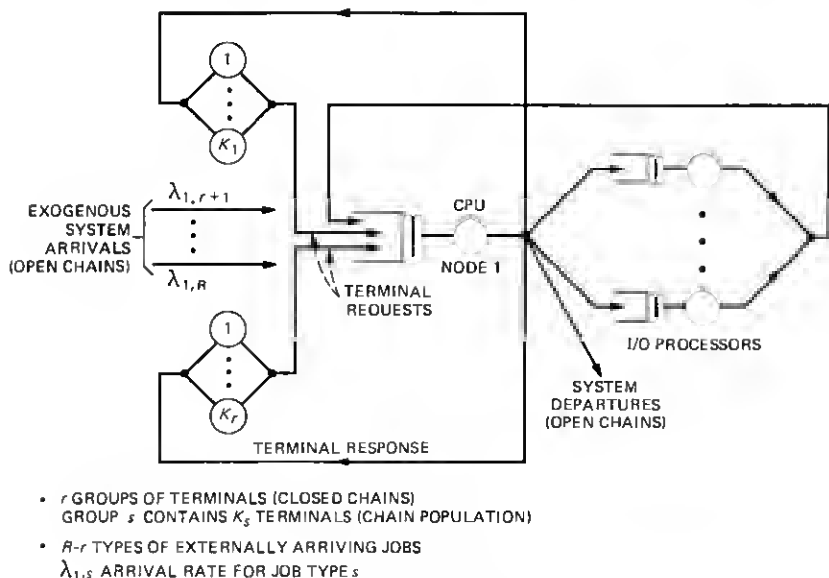 1
K₁
λ₁,ᵣ₊₁
EXOGENOUS
SYSTEM
ARRIVALS
(OPEN CHAINS)
λ₁,R
CPU
NODE 1
TERMINAL
REQUESTS
I/O PROCESSORS
1
Kᵣ
SYSTEM
DEPARTURES
(OPEN CHAINS)
TERMINAL RESPONSE
• r GROUPS OF TERMINALS (CLOSED CHAINS)
GROUP s CONTAINS Kₛ TERMINALS (CHAIN POPULATION)
• R-r TYPES OF EXTERNALLY ARRIVING JOBS
λ₁,ₛ ARRIVAL RATE FOR JOB TYPE s